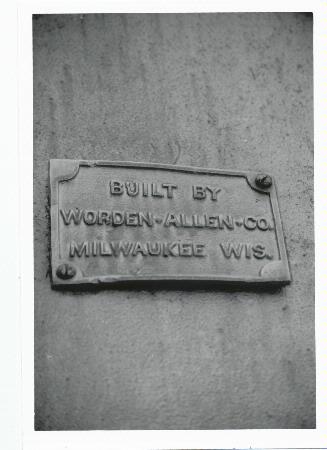 BUILT BY
WORDEN-ALLEN-CO.
MILWAUKEE WIS.